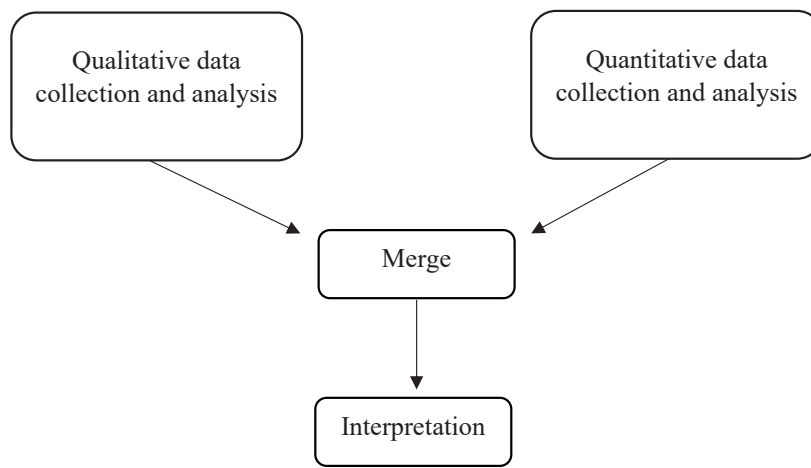 Qualitative data
collection and analysis
Quantitative data
collection and analysis
Merge
Interpretation